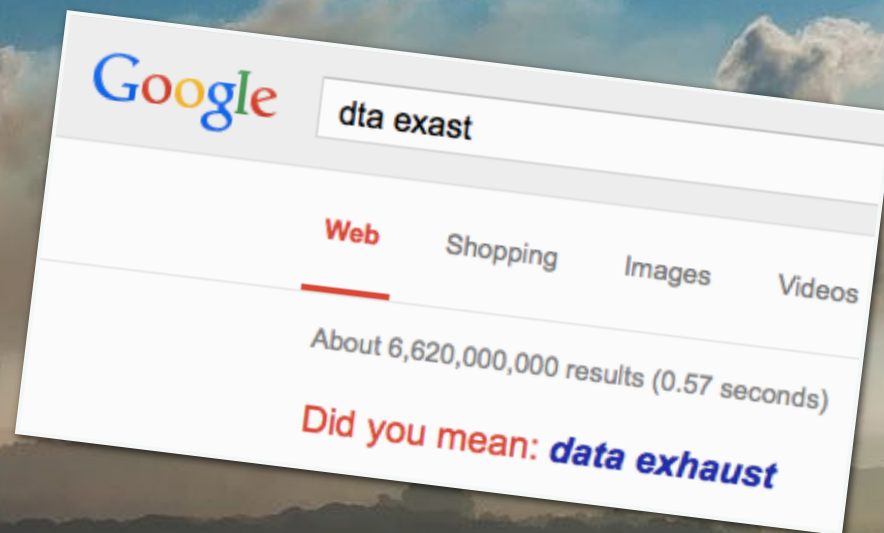 Google
dta exast
Web Shopping Images Videos
About 6,620,000,000 results (0.57 seconds)
Did you mean: data exhaust